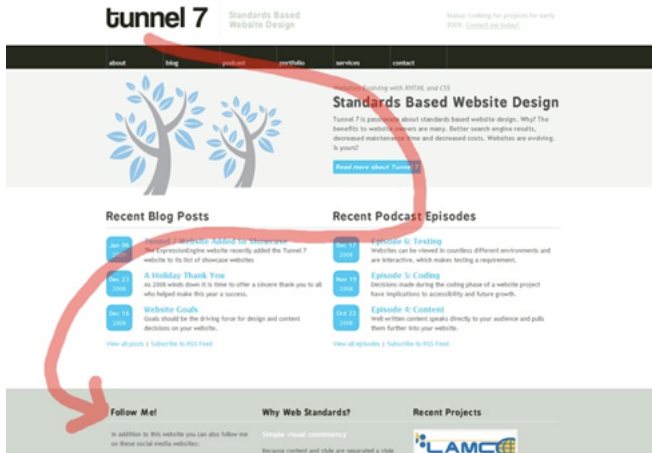 tunnel 7
Standards Based
Website Design
Status: Looking for projects for early
2009. Contact me today!
about
blog
podcast
portfolio
services
contact
Websites Evolving with XHTML and CSS
Standards Based Website Design
Tunnel 7 is passionate about standards based website design. Why? The
benefits to website owners are many. Better search engine results,
decreased maintenance time and decreased costs. Websites are evolving.
Is yours?
Read more about Tunnel 7
Recent Blog Posts
Jan 06
2009
Tunnel 7 Website Added to Showcase
The ExpressionEngine website recently added the Tunnel 7
website to its list of showcase websites
Dec 23
2008
A Holiday Thank You
As 2008 winds down it is time to offer a sincere thank you to all
who helped make this year a success.
Dec 16
2008
Website Goals
Goals should be the driving force for design and content
decisions on your website.
View all posts | Subscribe to RSS Feed
Recent Podcast Episodes
Dec 17
2008
Episode 6: Testing
Websites can be viewed in countless different environments and
are interactive, which makes testing a requirement.
Nov 19
2008
Episode 5: Coding
Decisions made during the coding phase of a website project
have implications to accessibility and future growth.
Oct 22
2008
Episode 4: Content
Well written content speaks directly to your audience and pulls
them further into your website.
View all episodes | Subscribe to RSS Feed
Follow Me!
In addition to this website you can also follow me
on these social media websites:
Why Web Standards?
Simple visual consistency
Because content and style are separated a style
Recent Projects
LAMC